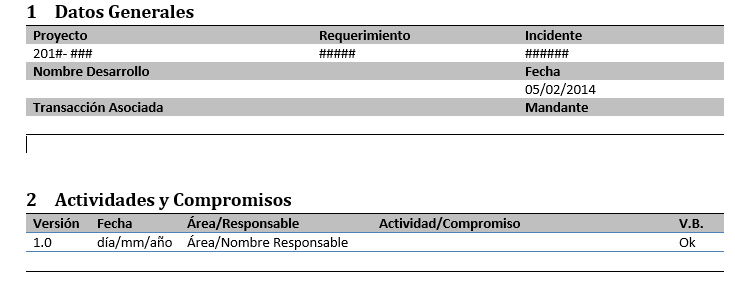 1 Datos Generales
Proyecto Requerimiento Incidente
201#- ### ##### ######
Nombre Desarrollo Fecha
05/02/2014
Transacción Asociada Mandante
2 Actividades y Compromisos
Versión Fecha Área/Responsable Actividad/Compromiso V.B.
1.0 día/mm/año Área/Nombre Responsable Ok